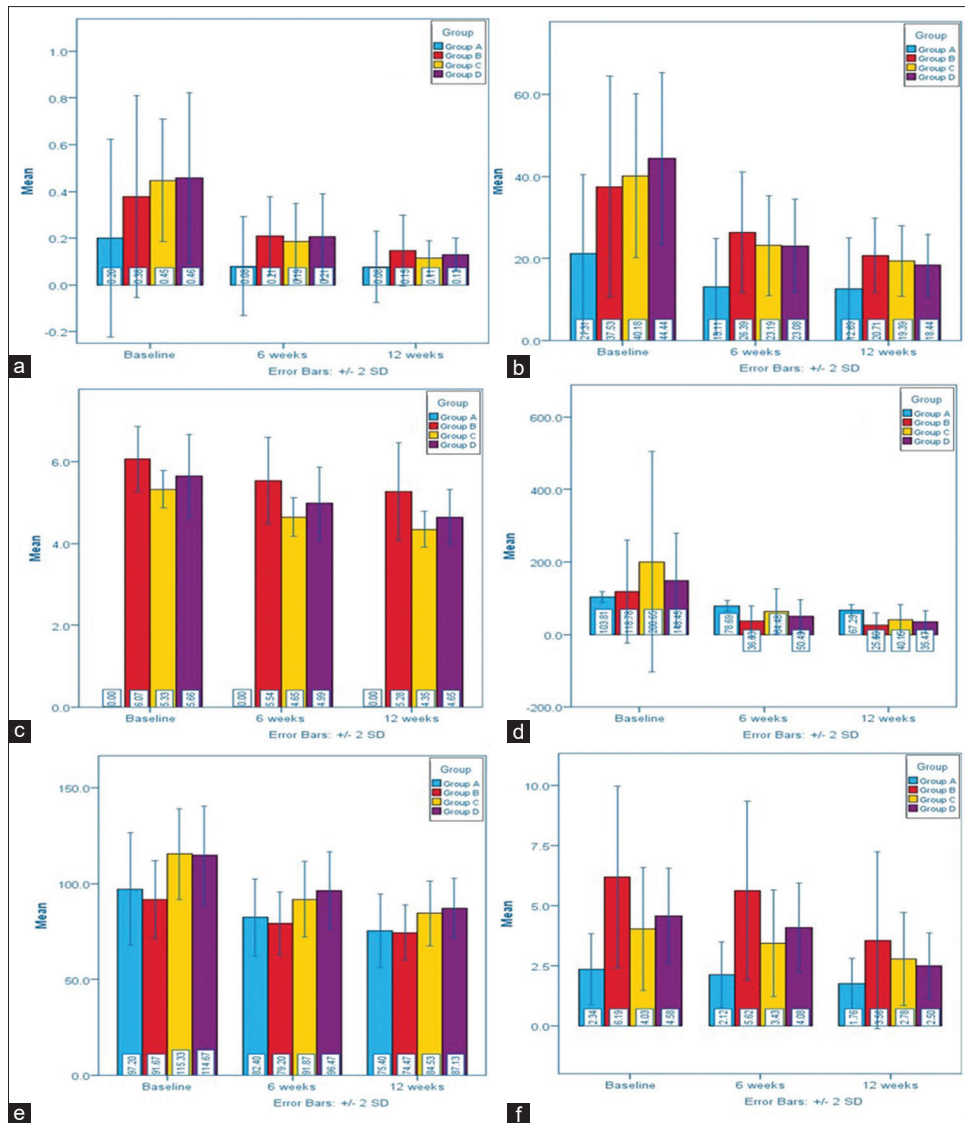 Group
Group A
Group B
Group C
Group D
1.0
0.8
0.6
0.4
0.2
0.0
-0.2
Mean
0.20 0.38 0.45 0.46
0.08 0.21 0.19 0.21
0.08 0.15 0.11 0.13
Baseline 6 weeks 12 weeks
Error Bars: +/- 2 SD
a
Group
Group A
Group B
Group C
Group D
60.0
40.0
20.0
0.0
Mean
21.31 37.53 40.18 44.44
13.11 26.39 23.19 23.08
20.71 19.39 18.44
Baseline 6 weeks 12 weeks
Error Bars: +/- 2 SD
b
Group
Group A
Group B
Group C
Group D
6.0
4.0
2.0
0.0
Mean
0.00 6.07 5.33 5.66
0.00 5.54 4.65 4.99
0.00 5.28 4.35 4.65
Baseline 6 weeks 12 weeks
Error Bars: +/- 2 SD
c
Group
Group A
Group B
Group C
Group D
600.0
400.0
200.0
0.0
-200.0
Mean
103.81 118.78
78.69 64.48
67.29 40.15 35.47
Baseline 6 weeks 12 weeks
Error Bars: +/- 2 SD
d
Group
Group A
Group B
Group C
Group D
150.0
100.0
50.0
0.0
Mean
97.20 91.67 115.33 114.67
82.40 79.20 91.87 96.47
75.40 74.47 84.53 87.13
Baseline 6 weeks 12 weeks
Error Bars: +/- 2 SD
e
Group
Group A
Group B
Group C
Group D
10.0
7.5
5.0
2.5
0.0
Mean
2.34 6.19 4.03 4.58
2.12 5.62 3.43 4.08
1.76 2.78 2.50
Baseline 6 weeks 12 weeks
Error Bars: +/- 2 SD
f